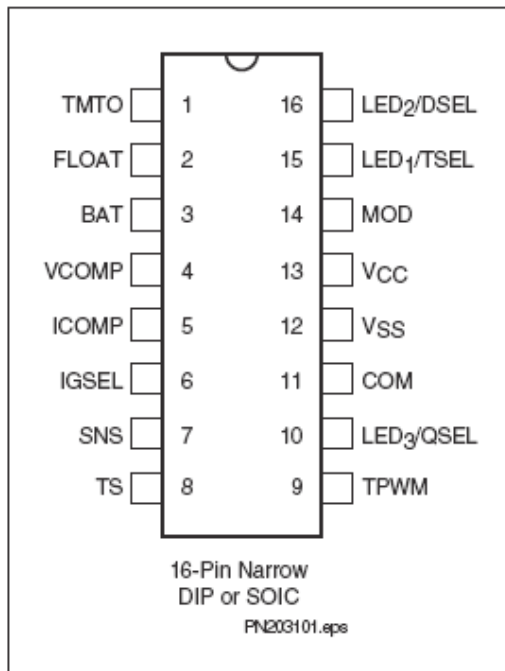 TMTO 1 16 LED2/DSEL
FLOAT 2 15 LED1/TSEL
BAT 3 14 MOD
VCOMP 4 13 VCC
ICOMP 5 12 VSS
IGSEL 6 11 COM
SNS 7 10 LED3/QSEL
TS 8 9 TPWM
16-Pin Narrow
DIP or SOIC
PN203101.eps